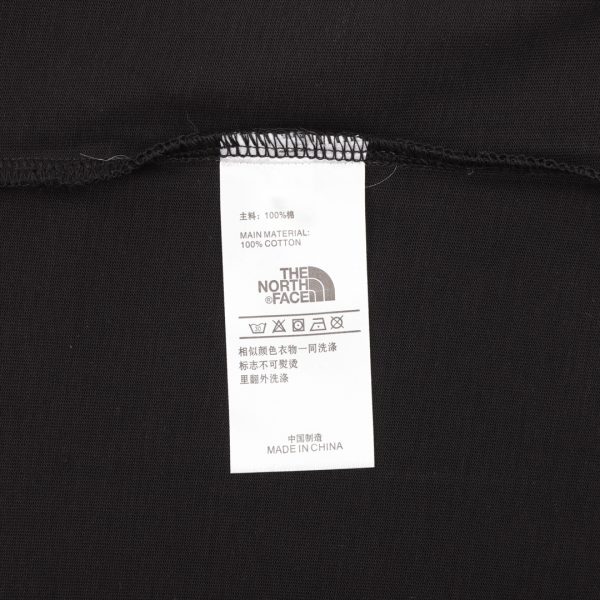 主料：100%棉
MAIN MATERIAL:
100% COTTON
THE
NORTH
®FACE
30
相似颜色衣物一同洗涤
标志不可熨烫
里翻外洗涤
中国制造
MADE IN CHINA